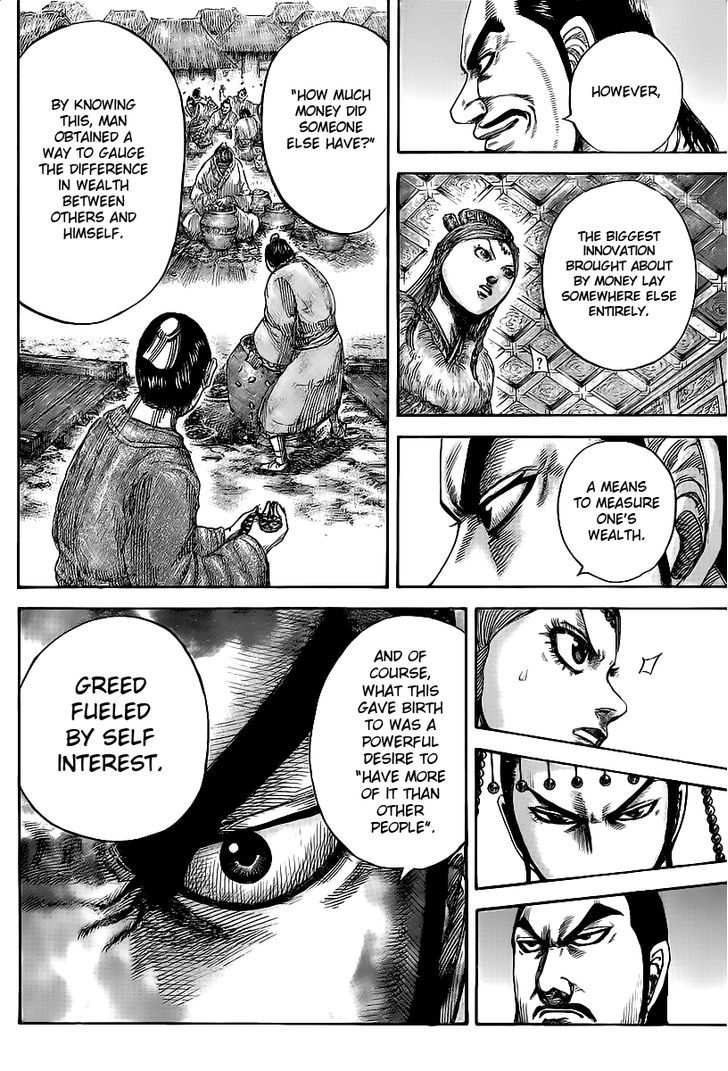 HOWEVER,
THE BIGGEST
INNOVATION
BROUGHT ABOUT
BY MONEY LAY
SOMEWHERE ELSE
ENTIRELY.
?
A MEANS
TO MEASURE
ONE'S
WEALTH.
"HOW MUCH
MONEY DID
SOMEONE
ELSE HAVE?"
BY KNOWING
THIS, MAN
OBTAINED A
WAY TO GAUGE
THE DIFFERENCE
IN WEALTH
BETWEEN
OTHERS AND
HIMSELF.
AND OF
COURSE,
WHAT THIS
GAVE BIRTH
TO WAS A
POWERFUL
DESIRE TO
"HAVE MORE
OF IT THAN
OTHER
PEOPLE".
GREED
FUELED
BY SELF
INTEREST.